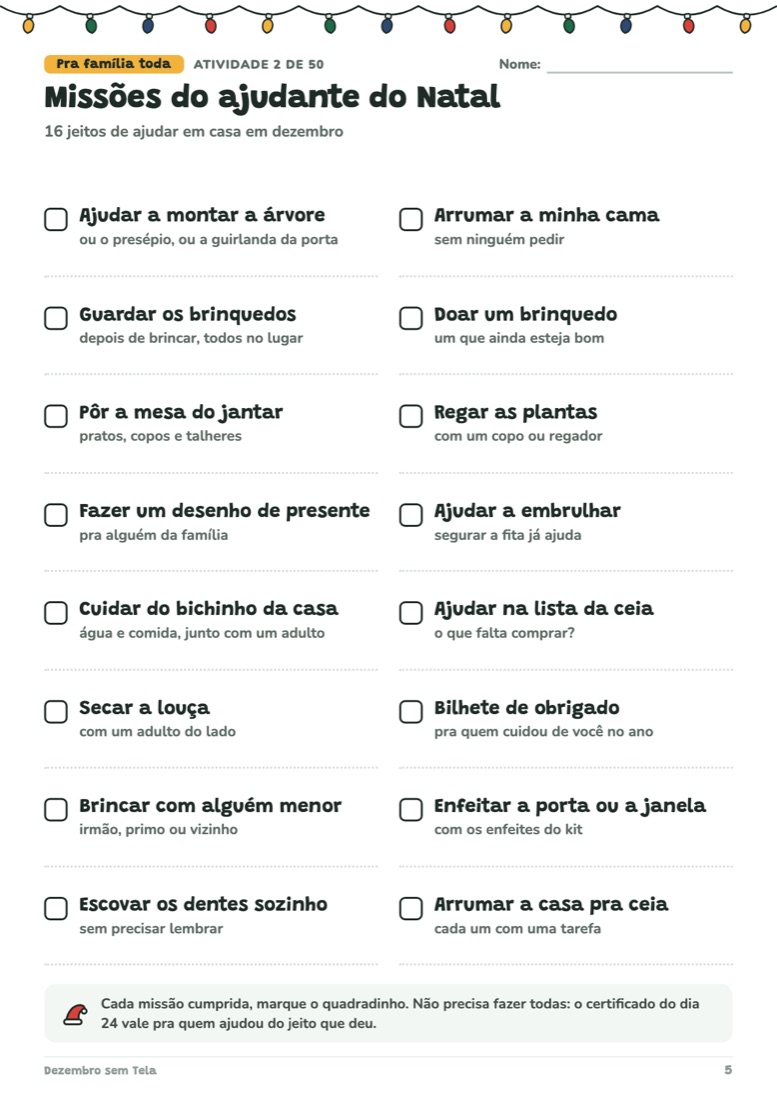 Pra família toda
ATIVIDADE 2 DE 50
Nome:
Missões do ajudante do Natal
16 jeitos de ajudar em casa em dezembro
Ajudar a montar a árvore
ou o presépio, ou a guirlanda da porta
Arrumar a minha cama
sem ninguém pedir
Guardar os brinquedos
depois de brincar, todos no lugar
Doar um brinquedo
um que ainda esteja bom
Pôr a mesa do jantar
pratos, copos e talheres
Regar as plantas
com um copo ou regador
Fazer um desenho de presente
pra alguém da família
Ajudar a embrulhar
segurar a fita já ajuda
Cuidar do bichinho da casa
água e comida, junto com um adulto
Ajudar na lista da ceia
o que falta comprar?
Secar a louça
com um adulto do lado
Bilhete de obrigado
pra quem cuidou de você no ano
Brincar com alguém menor
irmão, primo ou vizinho
Enfeitar a porta ou a janela
com os enfeites do kit
Escovar os dentes sozinho
sem precisar lembrar
Arrumar a casa pra ceia
cada um com uma tarefa
Cada missão cumprida, marque o quadradinho. Não precisa fazer todas: o certificado do dia
24 vale pra quem ajudou do jeito que deu.
Dezembro sem Tela
5